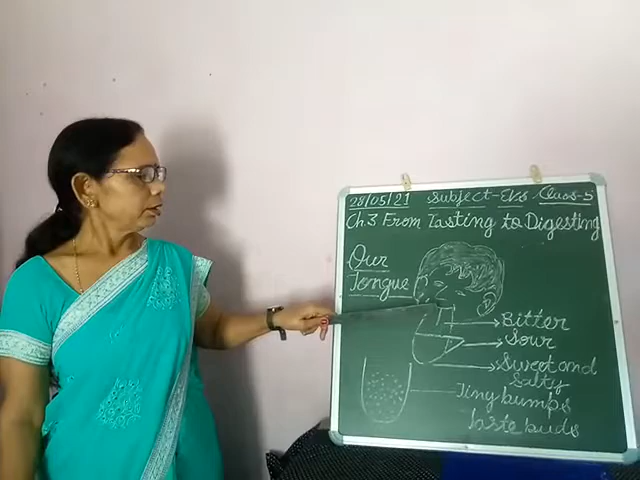 28/05/21 Subject-EVS Class-5
Ch.3 From Tasting to Digesting
Our
Tongue
Bitter
Sour
Sweet and
Salty
Tiny bumps
taste buds